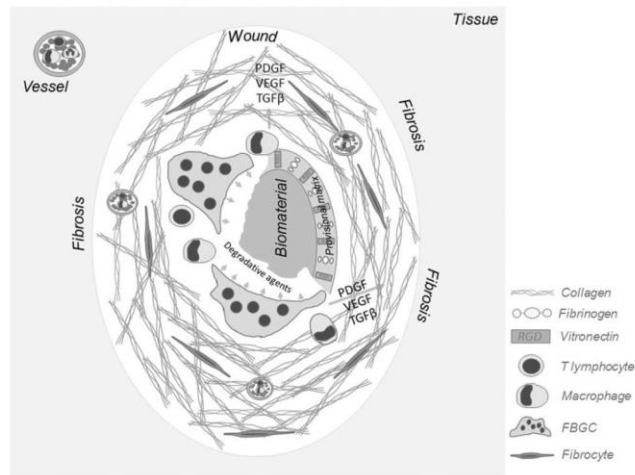 Tissue
Wound
Vessel
PDGF
VEGF
TGFβ
Fibrosis
Biomaterial
Provisional matrix
Fibrosis
Degradative agents
PDGF
VEGF
TGFβ
Fibrosis
Collagen
Fibrinogen
RGD Vitronectin
T lymphocyte
Macrophage
FBGC
Fibrocyte